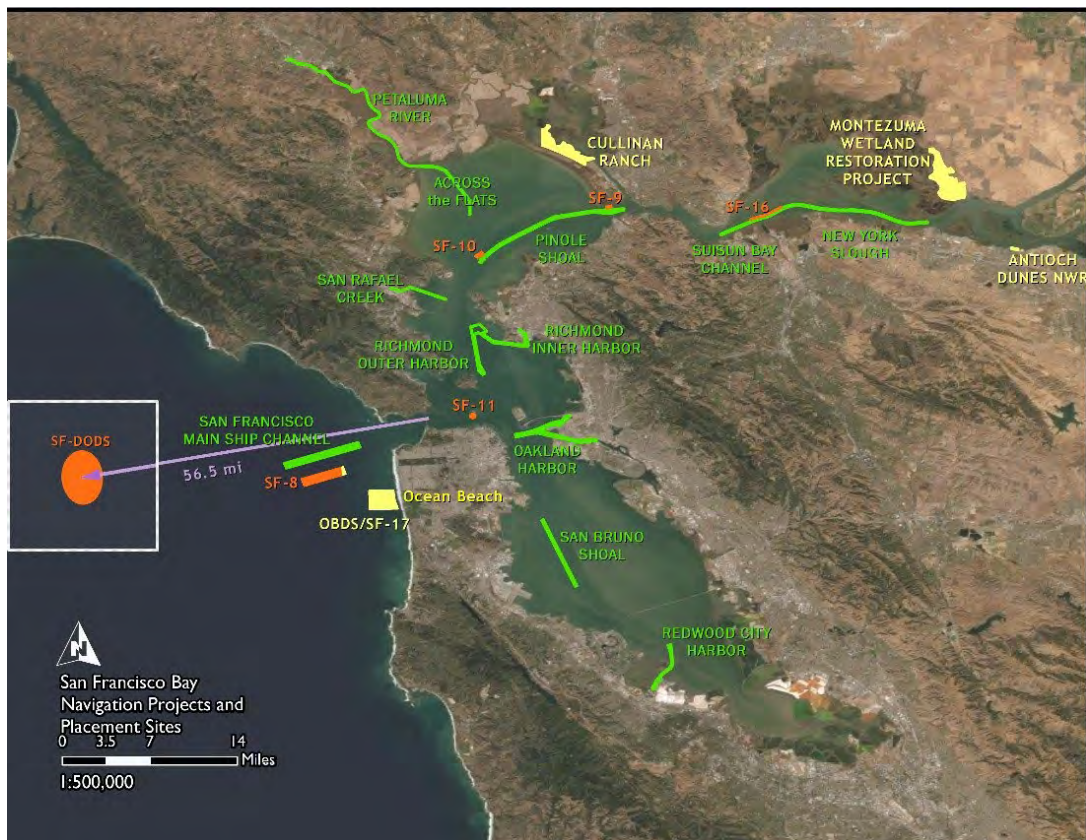 PETALUMA
RIVER
CULLINAN
RANCH
MONTEZUMA
WETLAND
RESTORATION
PROJECT
ACROSS
the FLATS
SF-9
SF-16
SF-10
PINOLE
SHOAL
SUISUN BAY
CHANNEL
NEW YORK
SLOUGH
ANTIOCH
DUNES NWR
SAN RAFAEL
CREEK
RICHMOND
OUTER HARBOR
RICHMOND
INNER HARBOR
SF-11
SAN FRANCISCO
MAIN SHIP CHANNEL
SF-DODS
56.5 mi
SF-8
OAKLAND
HARBOR
Ocean Beach
OBDS/SF-17
SAN BRUNO
SHOAL
REDWOOD CITY
HARBOR
N
San Francisco Bay
Navigation Projects and
Placement Sites
0 3.5 7 14
Miles
1:500,000